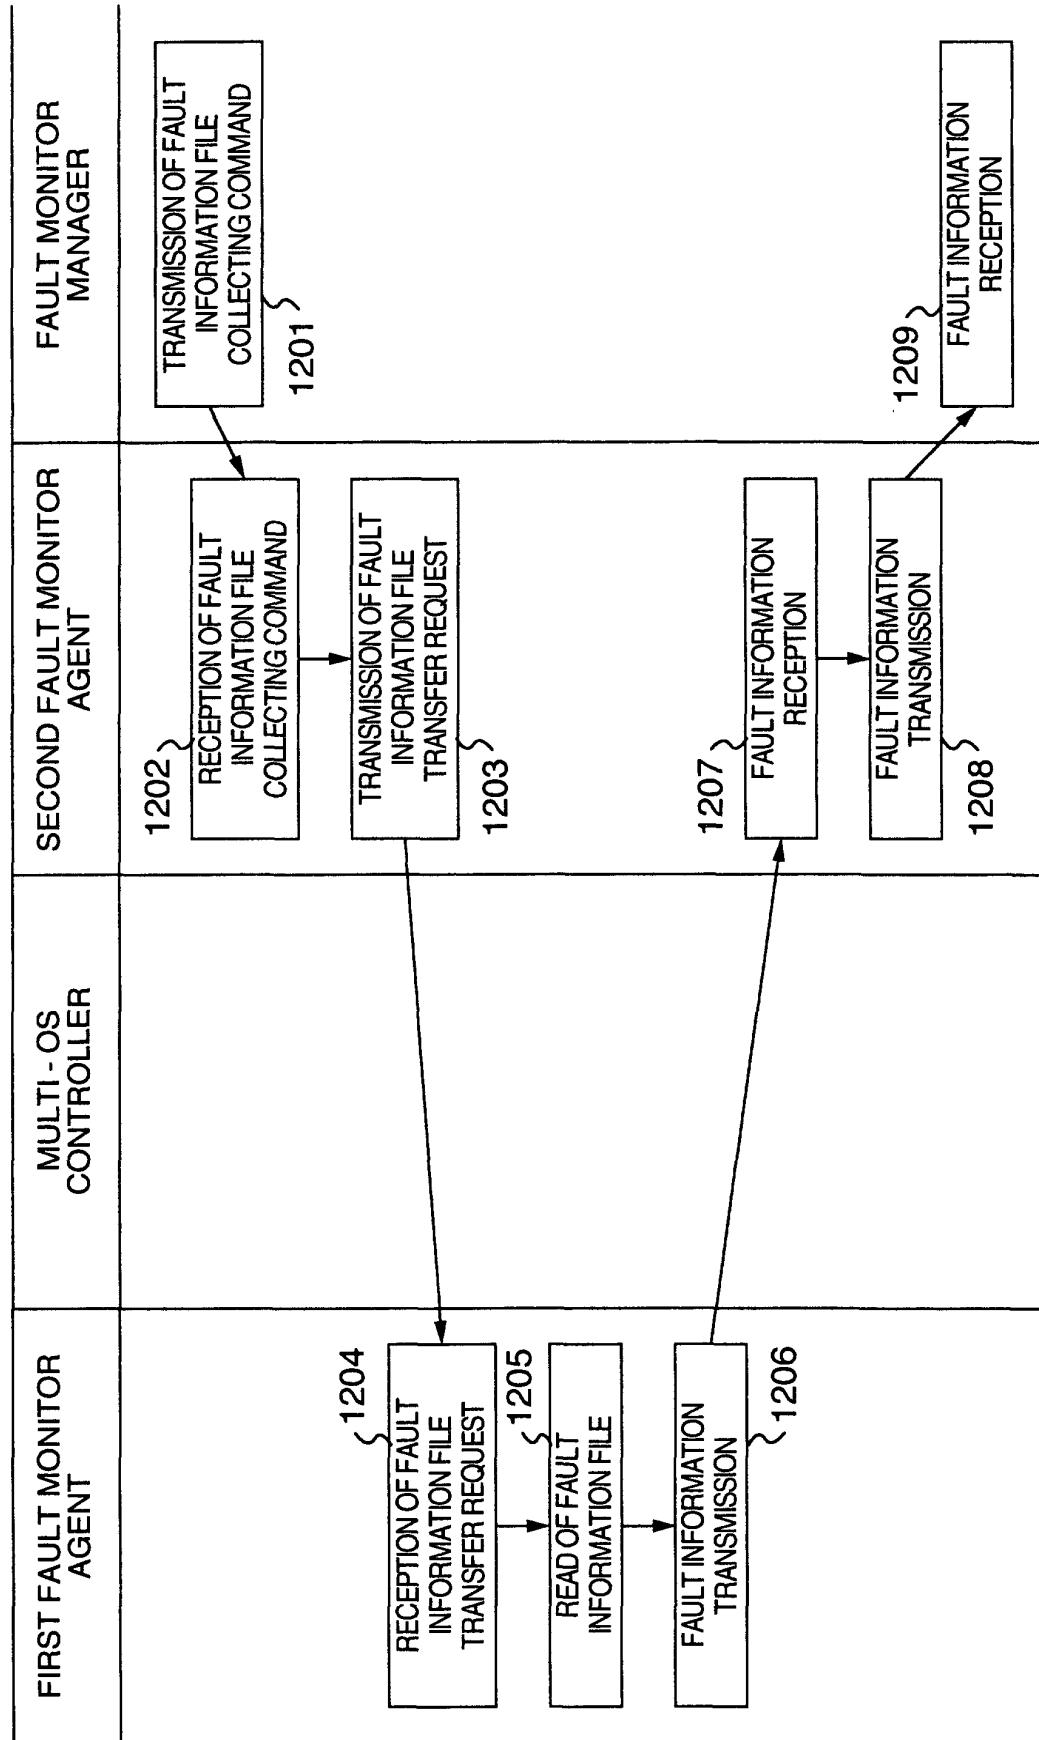 FIRST FAULT MONITOR
AGENT
MULTI - OS
CONTROLLER
SECOND FAULT MONITOR
AGENT
FAULT MONITOR
MANAGER
TRANSMISSION OF FAULT
INFORMATION FILE
COLLECTING COMMAND
1201
1202
RECEPTION OF FAULT
INFORMATION FILE
COLLECTING COMMAND
TRANSMISSION OF FAULT
INFORMATION FILE
TRANSFER REQUEST
1203
1204
RECEPTION OF FAULT
INFORMATION FILE
TRANSFER REQUEST
1205
READ OF FAULT
INFORMATION FILE
FAULT INFORMATION
TRANSMISSION
1206
1207
FAULT INFORMATION
RECEPTION
FAULT INFORMATION
TRANSMISSION
1208
1209
FAULT INFORMATION
RECEPTION